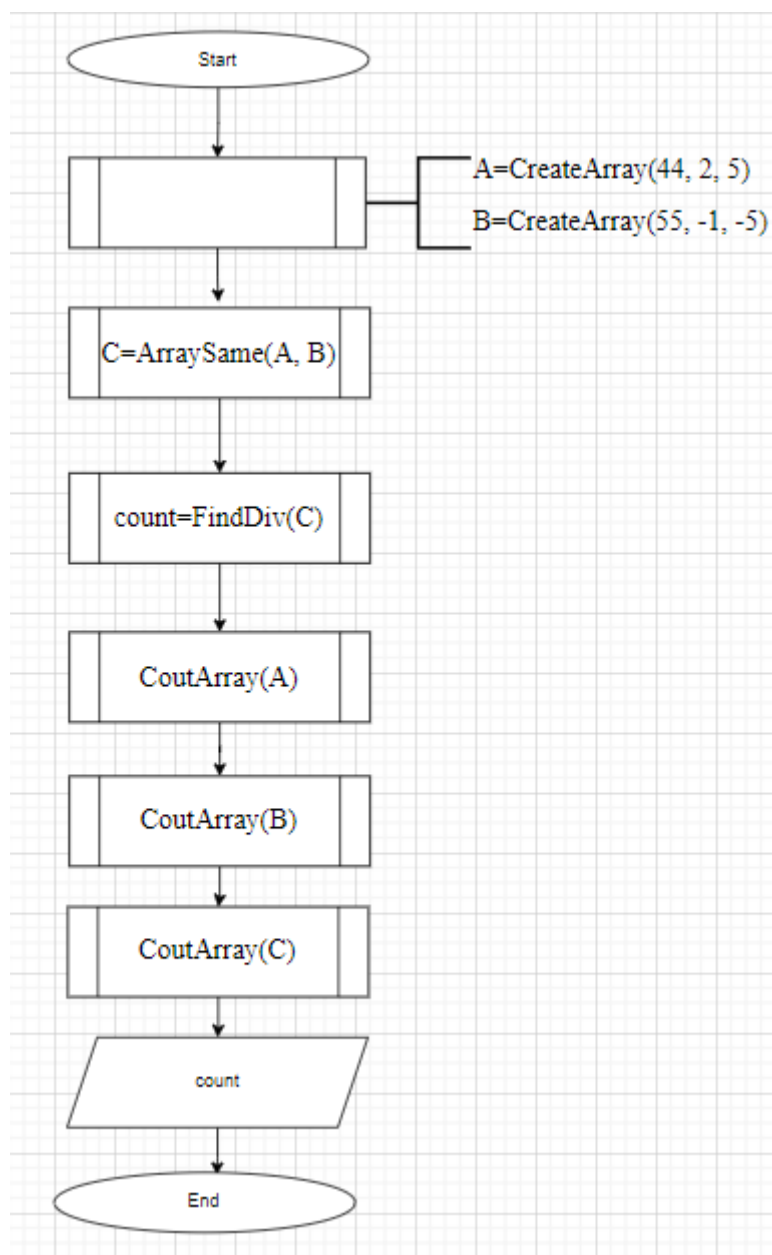 Start
A=CreateArray(44, 2, 5)
B=CreateArray(55, -1, -5)
C=ArraySame(A, B)
count=FindDiv(C)
CoutArray(A)
CoutArray(B)
CoutArray(C)
count
End